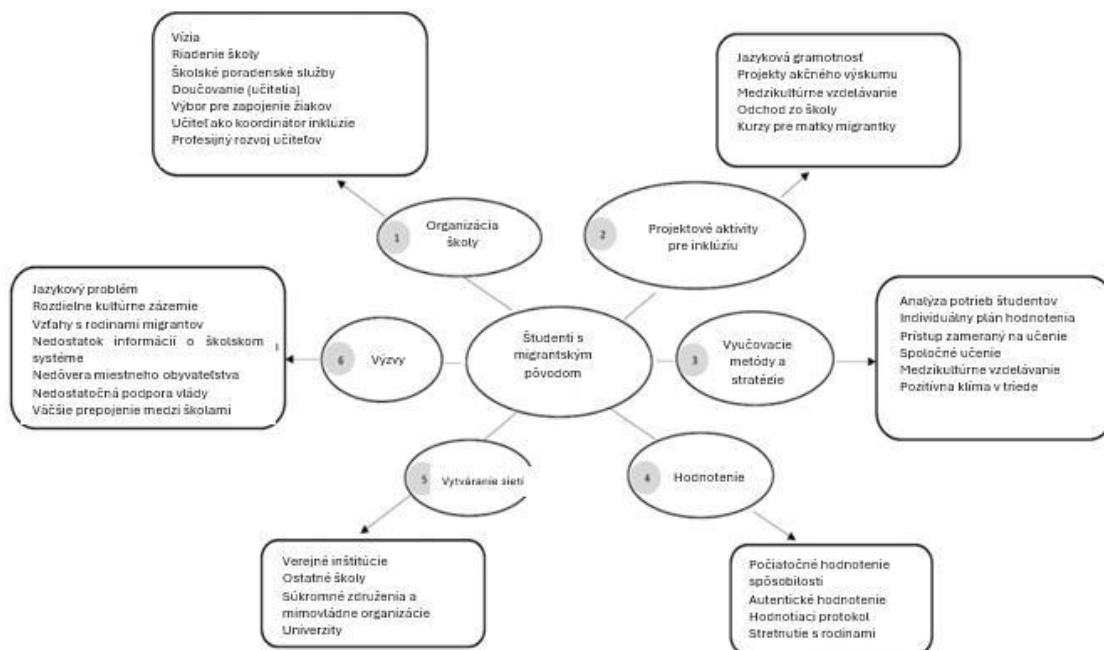 Vízia
Riadenie školy
Školské poradenské služby
Doučovanie (učitelia)
Výbor pre zapojenie žiakov
Učiteľ ako koordinátor inklúzie
Profesijný rozvoj učiteľov
Jazyková gramotnosť
Projekty akčného výskumu
Medzikultúrne vzdelávanie
Odchod zo školy
Kurzy pre matky migrantky
1
Organizácia
školy
2
Projektové aktivity
pre inklúziu
Jazykový problém
Rozdielne kultúrne zázemie
Vzťahy s rodinami migrantov
Nedostatok informácií o školskom
systéme
Nedôvera miestneho obyvateľstva
Nedostatočná podpora vlády
Väčšie prepojenie medzi školami
6
Výzvy
Študenti s
migrantským
pôvodom
3
Vyučovacie
metódy a
stratégie
Analýza potrieb študentov
Individuálny plán hodnotenia
Prístup zameraný na učenie
Spoločné učenie
Medzikultúrne vzdelávanie
Pozitívna klíma v triede
5
Vytváranie sietí
4
Hodnotenie
Verejné inštitúcie
Ostatné školy
Súkromné združenia a
mimovládne organizácie
Univerzity
Počiatočné hodnotenie
spôsobilosti
Autentické hodnotenie
Hodnotiaci protokol
Stretnutie s rodinami